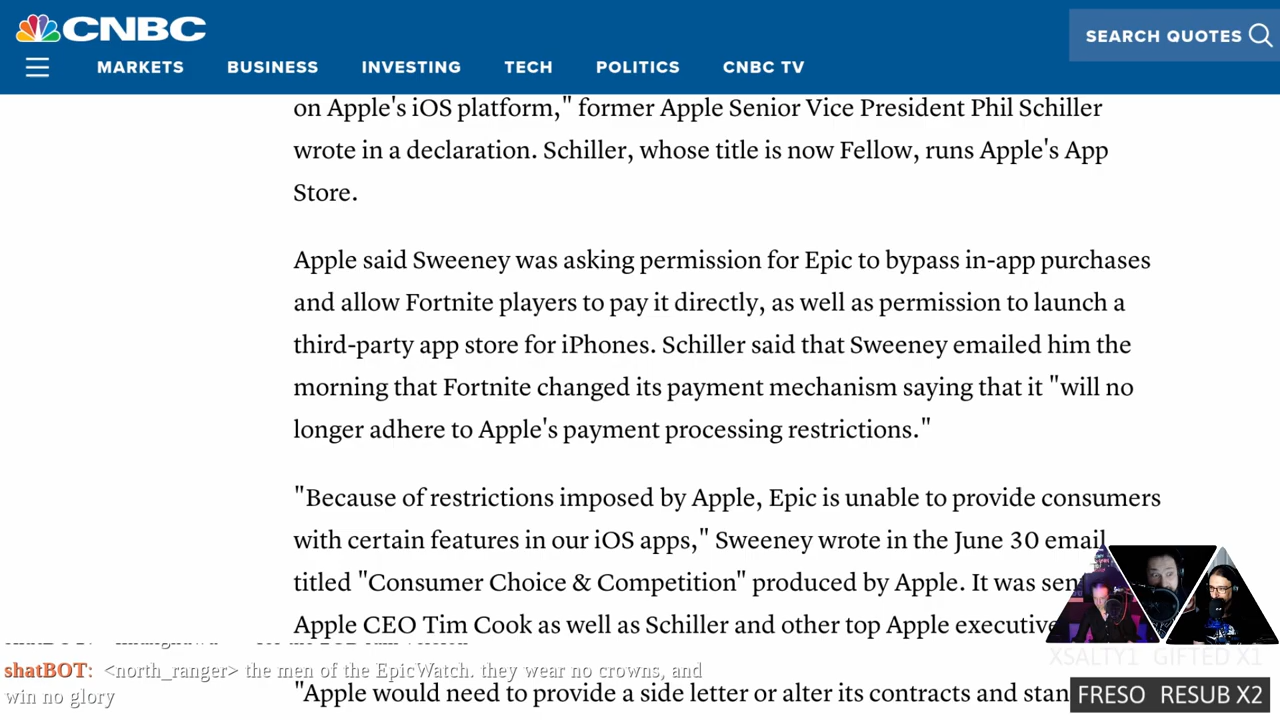 CNBC
SEARCH QUOTES
MARKETS BUSINESS INVESTING TECH POLITICS CNBC TV
on Apple's iOS platform," former Apple Senior Vice President Phil Schiller
wrote in a declaration. Schiller, whose title is now Fellow, runs Apple's App
Store.
Apple said Sweeney was asking permission for Epic to bypass in-app purchases
and allow Fortnite players to pay it directly, as well as permission to launch a
third-party app store for iPhones. Schiller said that Sweeney emailed him the
morning that Fortnite changed its payment mechanism saying that it "will no
longer adhere to Apple's payment processing restrictions."
"Because of restrictions imposed by Apple, Epic is unable to provide consumers
with certain features in our iOS apps," Sweeney wrote in the June 30 email
titled "Consumer Choice & Competition" produced by Apple. It was sen
Apple CEO Tim Cook as well as Schiller and other top Apple executive
"Apple would need to provide a side letter or alter its contracts and stan
shatBOT: <north_ranger> the men of the EpicWatch. they wear no crowns, and
win no glory
XSALTY1 GIFTED X1
FRESO RESUB X2